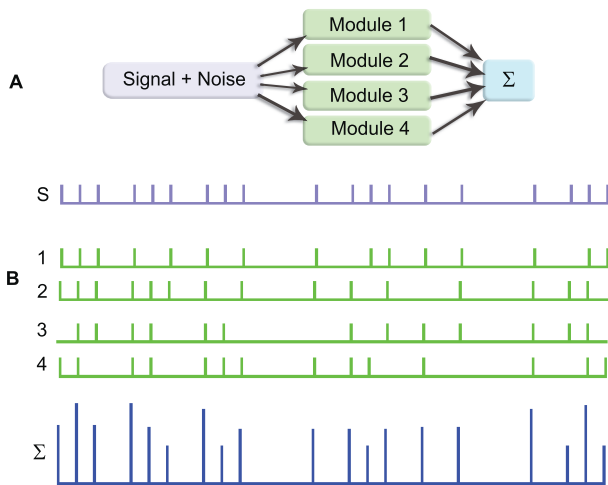 Module 1
Module 2
Signal + Noise
Σ
A
Module 3
Module 4
S
1
B
2
3
4
Σ